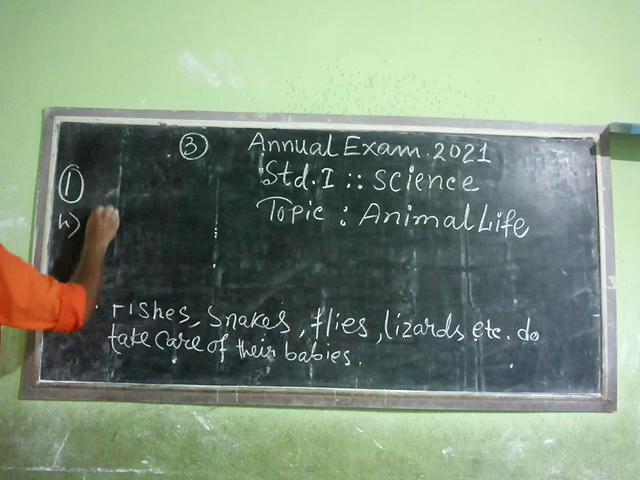 ③ Annual Exam. 2021
① Std. I :: Science
h) Topic : Animal Life
Fishes, Snakes, flies, lizards etc. do
take care of their babies.